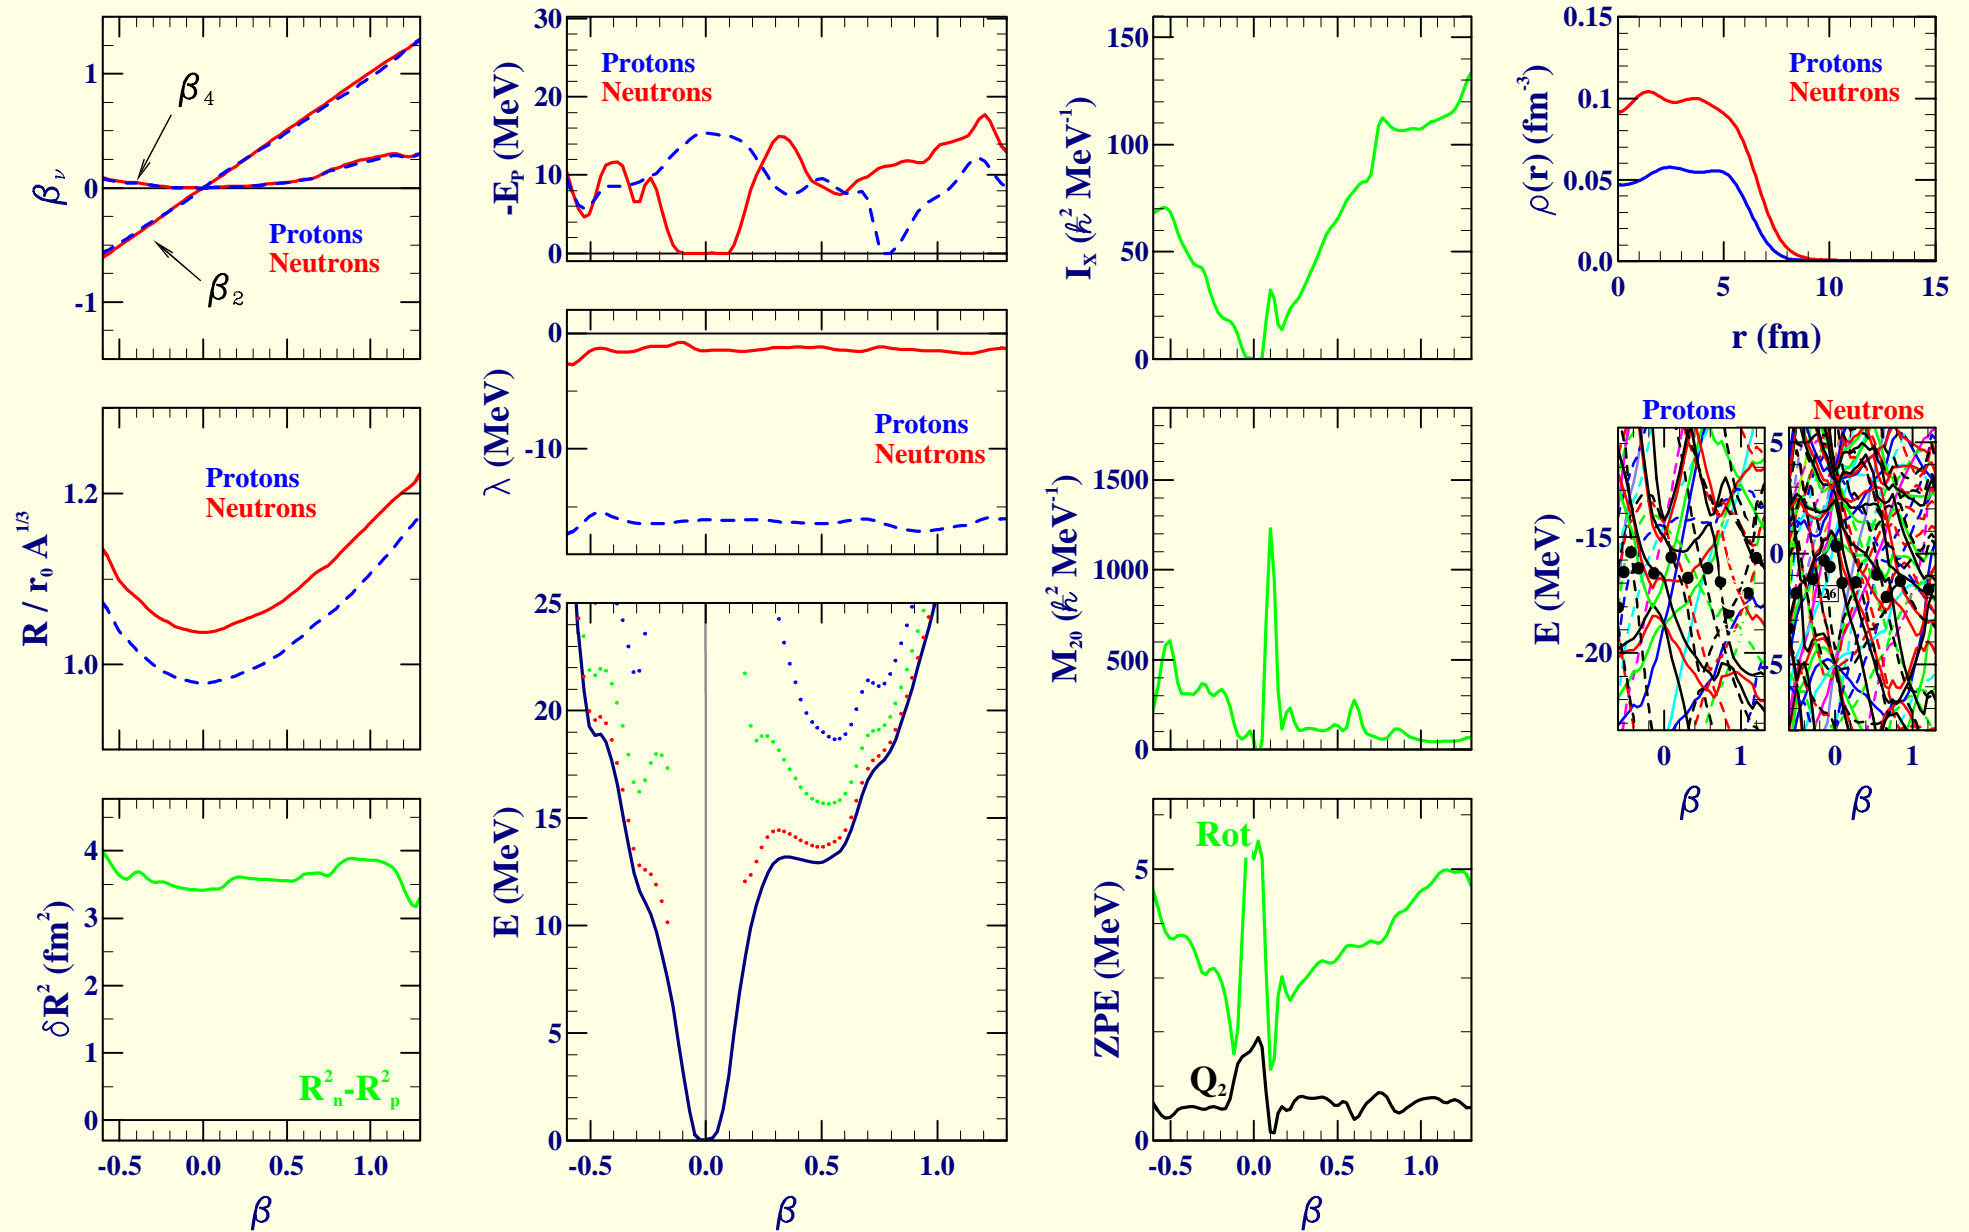 1
0
-1
β_ν
β₄
β₂
Protons
Neutrons
1.2
1.0
R / r₀ A^1/3
Protons
Neutrons
4
3
2
1
0
δR² (fm²)
R²ₙ-R²ₚ
-0.5 0.0 0.5 1.0
β
30
20
10
0
-E_P (MeV)
Protons
Neutrons
0
-10
λ (MeV)
Protons
Neutrons
25
20
15
10
5
0
E (MeV)
-0.5 0.0 0.5 1.0
β
150
100
50
0
I_X (ℏ² MeV⁻¹)
1500
1000
500
0
M₂₀ (ℏ² MeV⁻¹)
5
0
ZPE (MeV)
Rot
Q₂
-0.5 0.0 0.5 1.0
β
0.15
0.1
0.05
0.0
ρ(r) (fm⁻³)
Protons
Neutrons
0 5 10 15
r (fm)
Protons Neutrons
-15
-20
E (MeV)
5
0
-5
126
0 1 0 1
β β